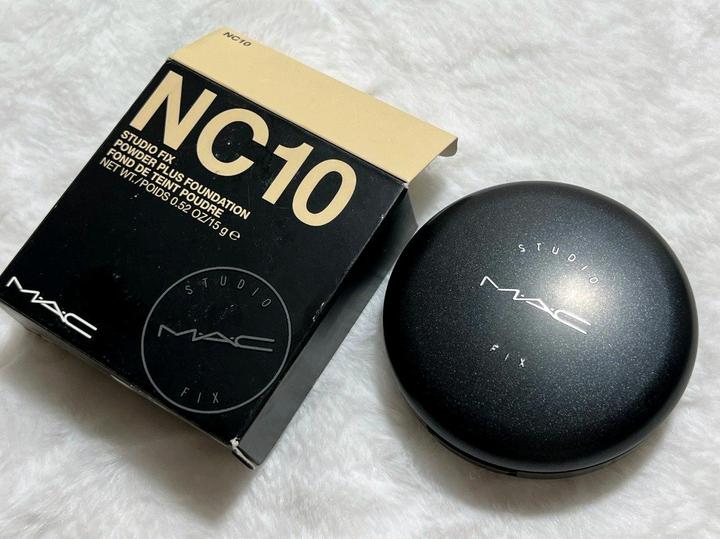 NC10
NC10
STUDIO FIX
POWDER PLUS FOUNDATION
FOND DE TEINT POUDRE
NET WT./POIDS 0.52 OZ/15 g ℮
M·A·C
STUDIO
M·A·C
FIX
STUDIO
M·A·C
FIX